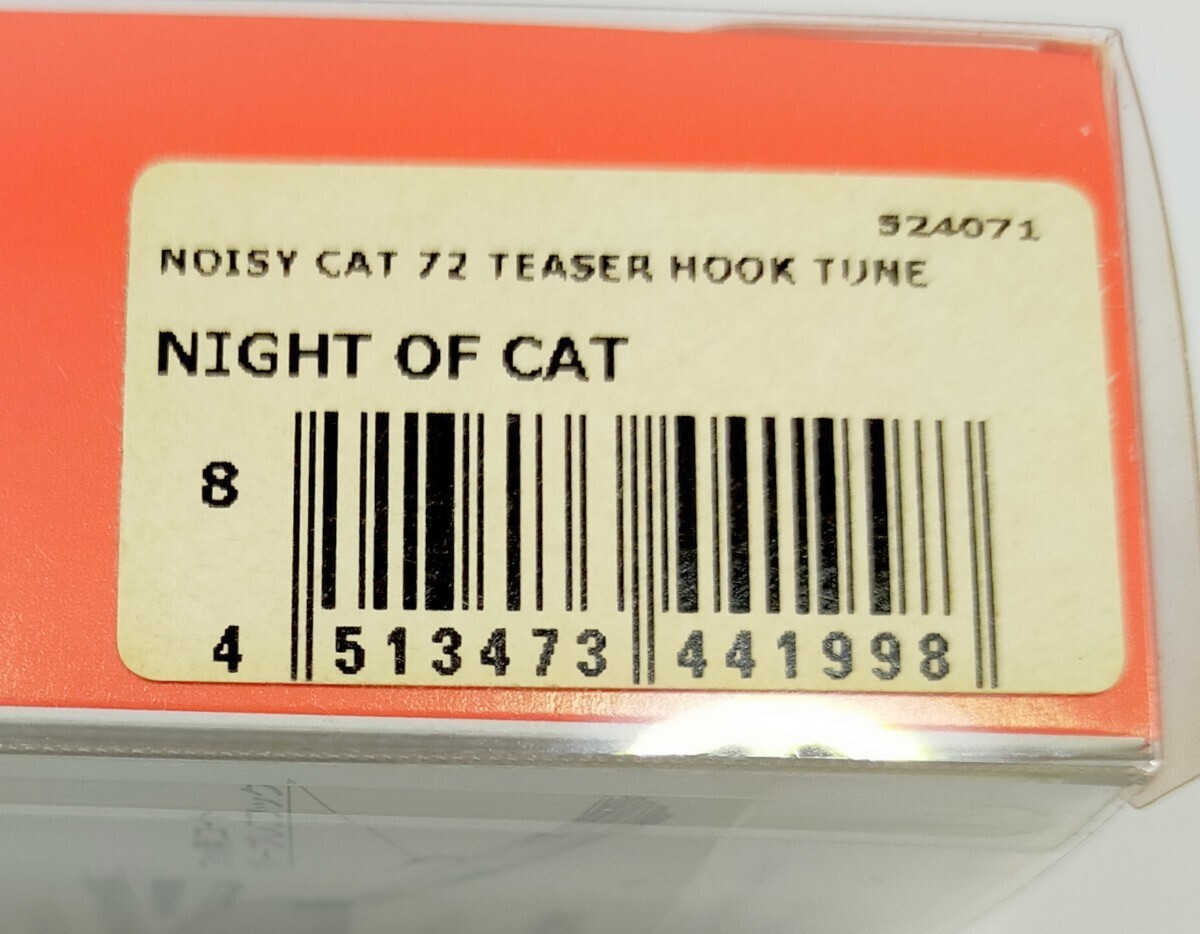 524071
NOISY CAT 72 TEASER HOOK TUNE
NIGHT OF CAT
8
4 513473 441998